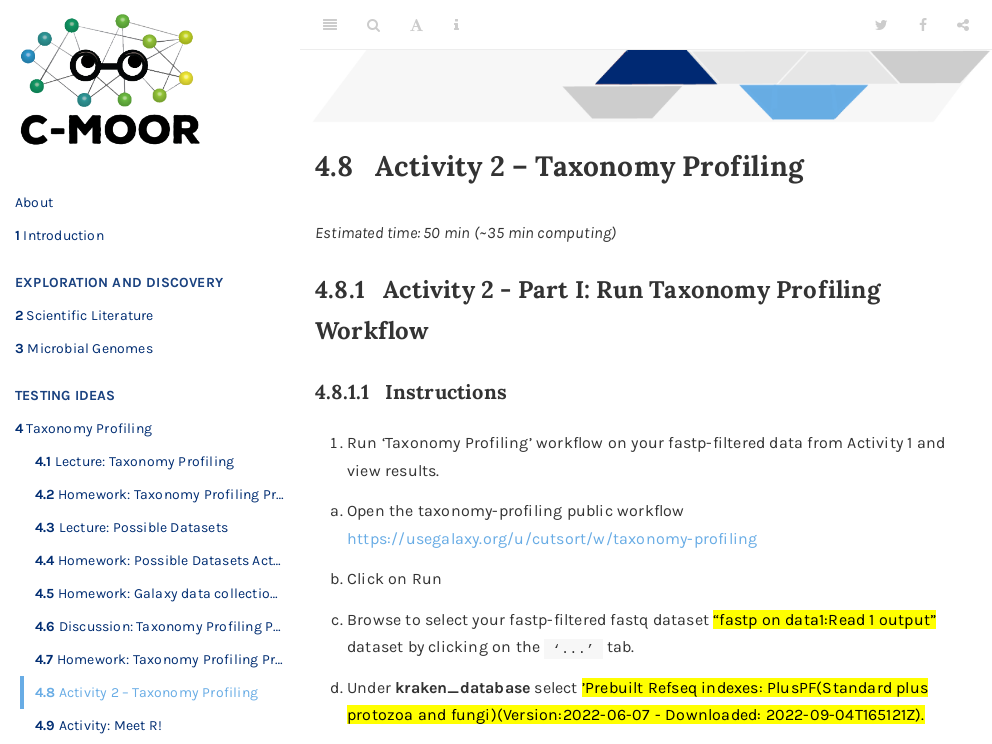 C-MOOR
About
1 Introduction
EXPLORATION AND DISCOVERY
2 Scientific Literature
3 Microbial Genomes
TESTING IDEAS
4 Taxonomy Profiling
4.1 Lecture: Taxonomy Profiling
4.2 Homework: Taxonomy Profiling Pr…
4.3 Lecture: Possible Datasets
4.4 Homework: Possible Datasets Act…
4.5 Homework: Galaxy data collectio…
4.6 Discussion: Taxonomy Profiling P…
4.7 Homework: Taxonomy Profiling Pr…
4.8 Activity 2 – Taxonomy Profiling
4.9 Activity: Meet R!
4.8 Activity 2 – Taxonomy Profiling
Estimated time: 50 min (~35 min computing)
4.8.1 Activity 2 - Part I: Run Taxonomy Profiling
Workflow
4.8.1.1 Instructions
1. Run ‘Taxonomy Profiling’ workflow on your fastp-filtered data from Activity 1 and
view results.
a. Open the taxonomy-profiling public workflow
https://usegalaxy.org/u/cutsort/w/taxonomy-profiling
b. Click on Run
c. Browse to select your fastp-filtered fastq dataset “fastp on data1:Read 1 output”
dataset by clicking on the ‘...’ tab.
d. Under kraken_database select ’Prebuilt Refseq indexes: PlusPF(Standard plus
protozoa and fungi)(Version:2022-06-07 - Downloaded: 2022-09-04T165121Z).